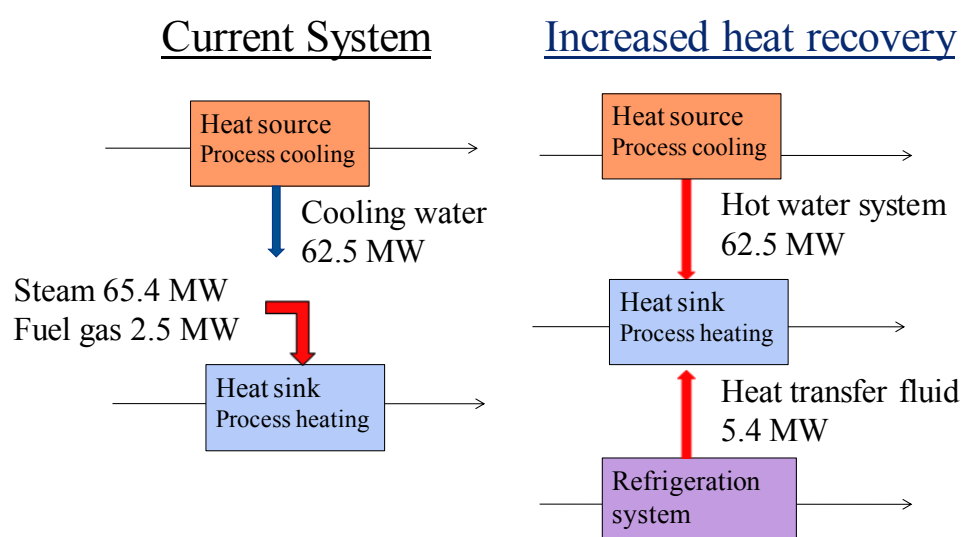 Current System
Heat source
Process cooling
Cooling water
62.5 MW
Steam 65.4 MW
Fuel gas 2.5 MW
Heat sink
Process heating
Increased heat recovery
Heat source
Process cooling
Hot water system
62.5 MW
Heat sink
Process heating
Heat transfer fluid
5.4 MW
Refrigeration
system